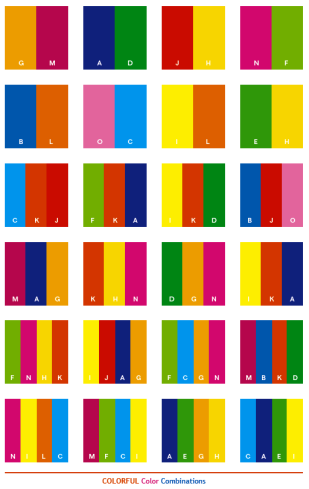 G M A D J H N F
B L O C I L E H
C K J F K A I K D B J O
M A G K H N D G N I K A
F N H K I J A G F C G N M B K D
N I L C M F C I A E G H C A E I
COLORFUL Color Combinations